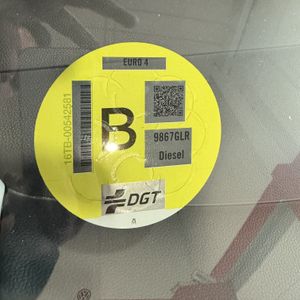 EURO 4
16TB-00542581
B
9867GLR
Diesel
DGT
A